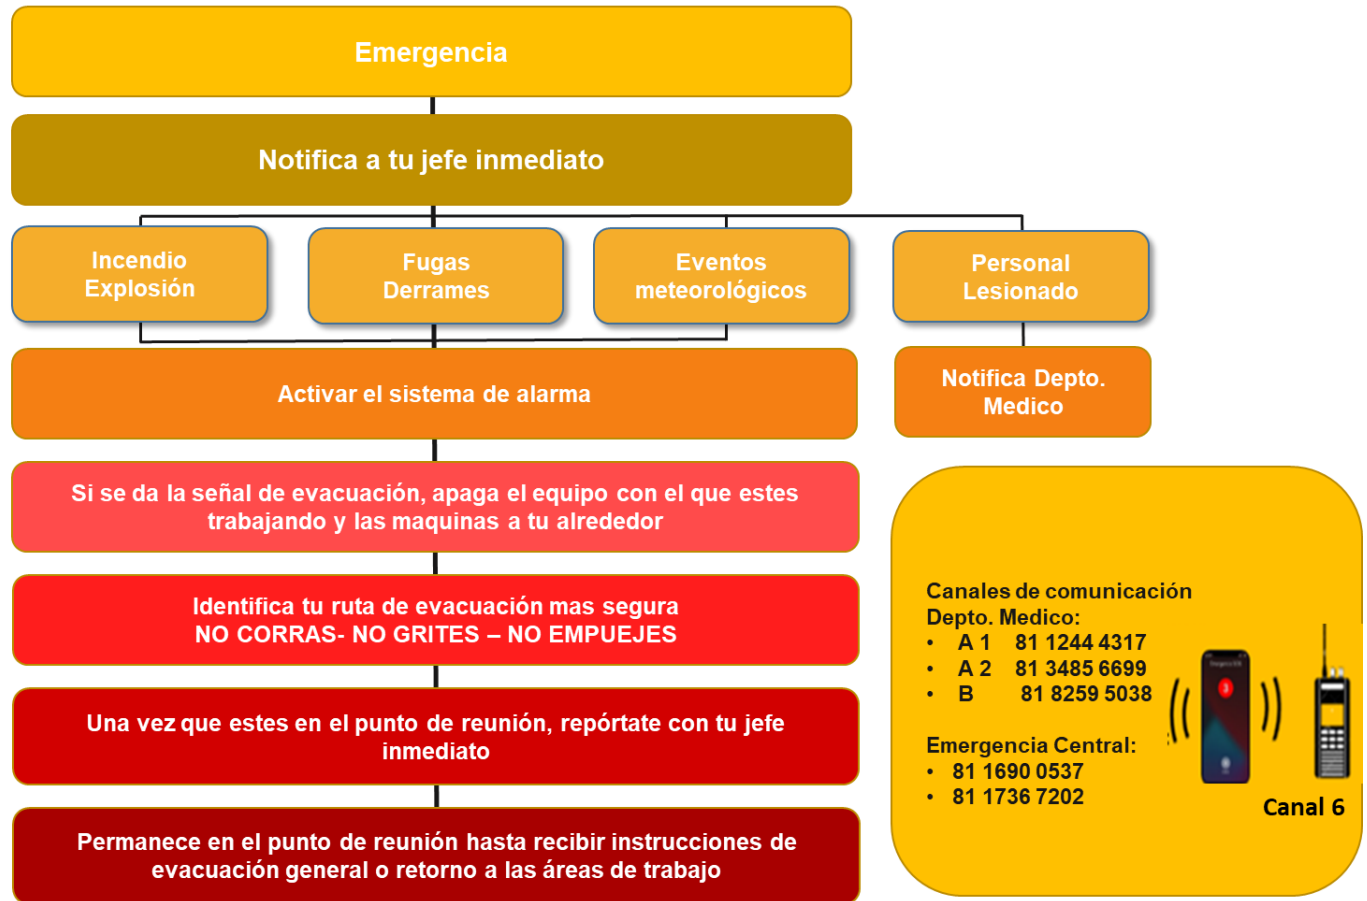 Emergencia
Notifica a tu jefe inmediato
Incendio
Explosión
Fugas
Derrames
Eventos
meteorológicos
Personal
Lesionado
Activar el sistema de alarma
Notifica Depto.
Medico
Si se da la señal de evacuación, apaga el equipo con el que estes
trabajando y las maquinas a tu alrededor
Identifica tu ruta de evacuación mas segura
NO CORRAS- NO GRITES – NO EMPUEJES
Una vez que estes en el punto de reunión, repórtate con tu jefe
inmediato
Permanece en el punto de reunión hasta recibir instrucciones de
evacuación general o retorno a las áreas de trabajo
Canales de comunicación
Depto. Medico:
• A 1 81 1244 4317
• A 2 81 3485 6699
• B 81 8259 5038
Emergencia Central:
• 81 1690 0537
• 81 1736 7202
3
Canal 6